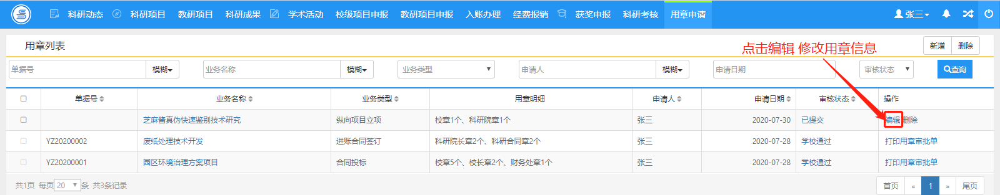 科研动态 科研项目 教研项目 科研成果 学术活动 校级项目申报 教研项目申报 入账办理 经费报销 获奖申报 科研考核 用章申请 张三
用章列表
点击编辑 修改用章信息
新增 删除
单据号 模糊 业务名称 模糊 业务类型 申请人 模糊 申请日期 审核状态 查询
单据号 业务名称 业务类型 用章明细 申请人 申请日期 审核状态 操作
芝麻酱真伪快速鉴别技术研究 纵向项目立项 校章1个、科研院章1个 张三 2020-07-30 已提交 编辑 删除
YZ20200002 废纸处理技术开发 进账合同签订 科研院长章2个、科研合同章2个 张三 2020-07-28 学校通过 打印用章审批单
YZ20200001 园区环境治理方案项目 合同投标 校章5个、校长章2个、财务处章1个 张三 2020-07-28 学校通过 打印用章审批单
共1页 每页 20 条 共3条记录 首页 « 1 » 尾页